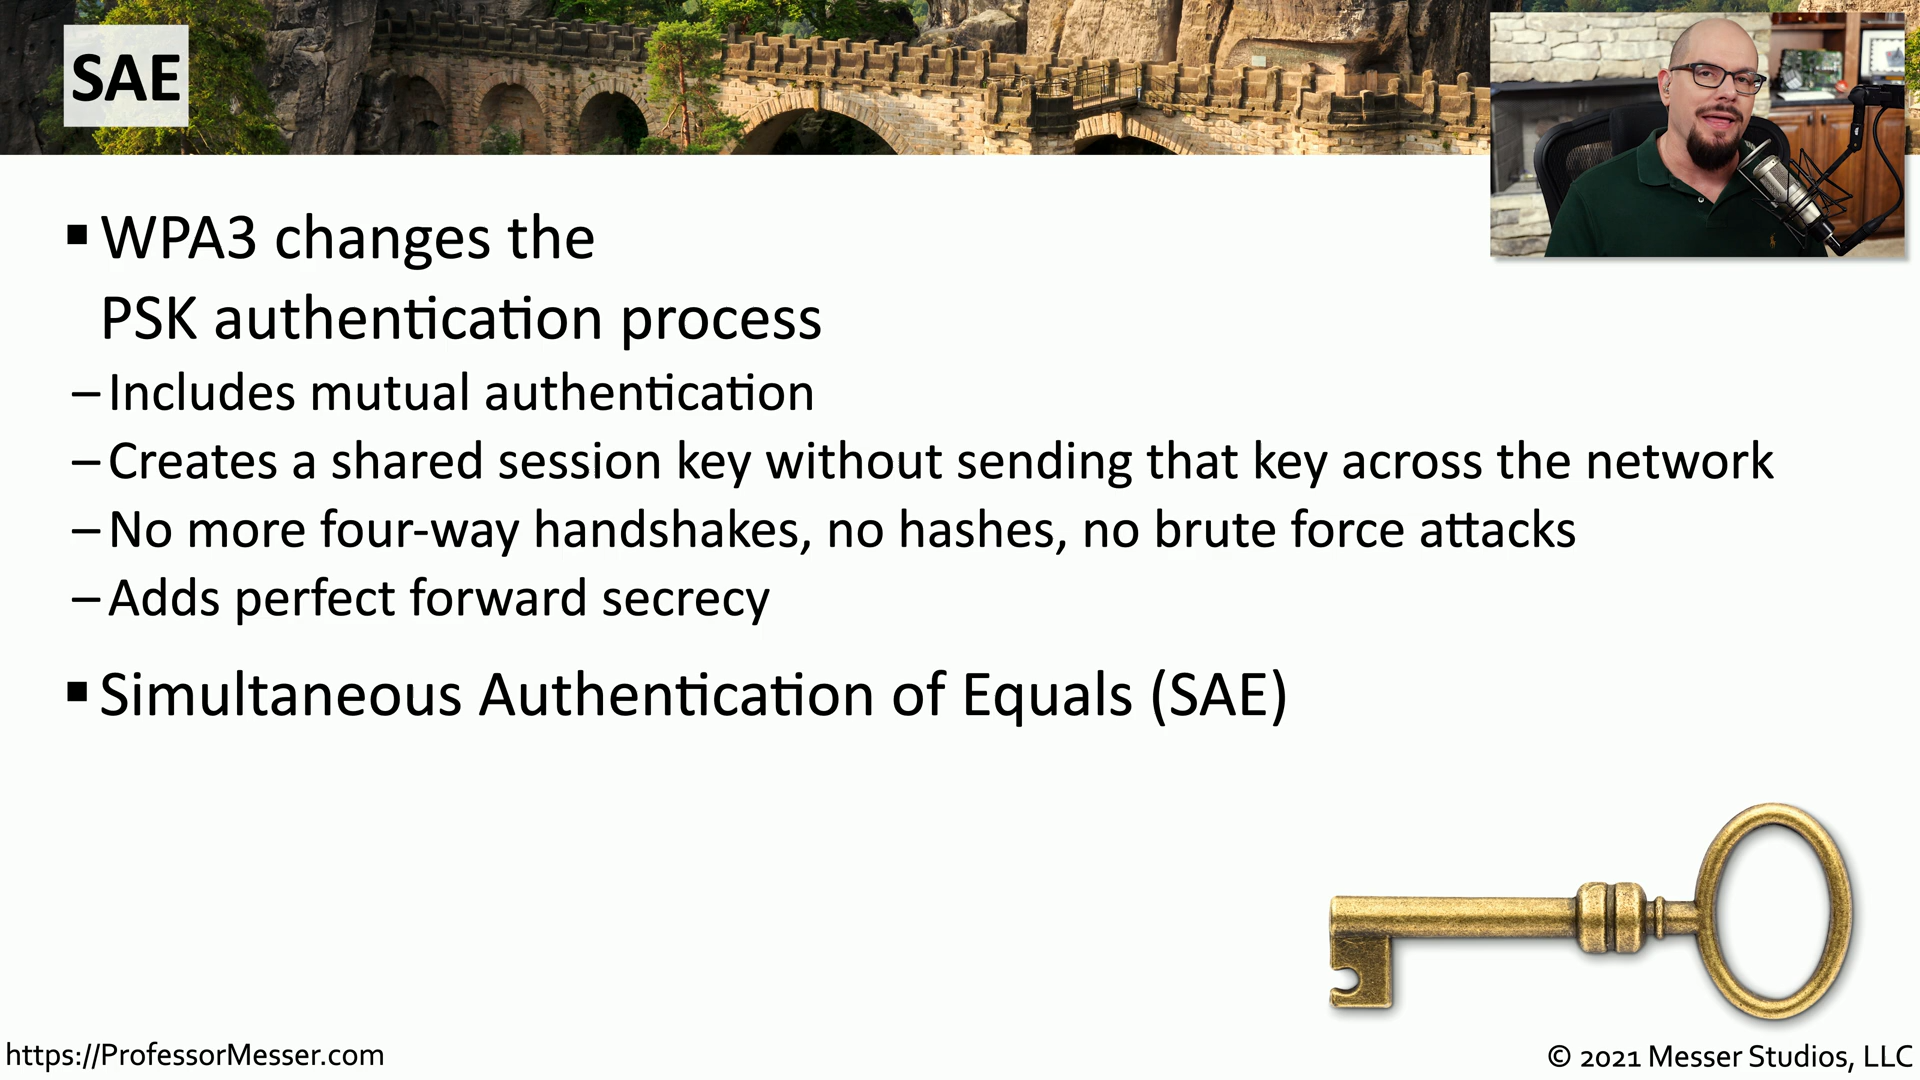 SAE
▪ WPA3 changes the
PSK authentication process
– Includes mutual authentication
– Creates a shared session key without sending that key across the network
– No more four-way handshakes, no hashes, no brute force attacks
– Adds perfect forward secrecy
▪ Simultaneous Authentication of Equals (SAE)
https://ProfessorMesser.com
© 2021 Messer Studios, LLC